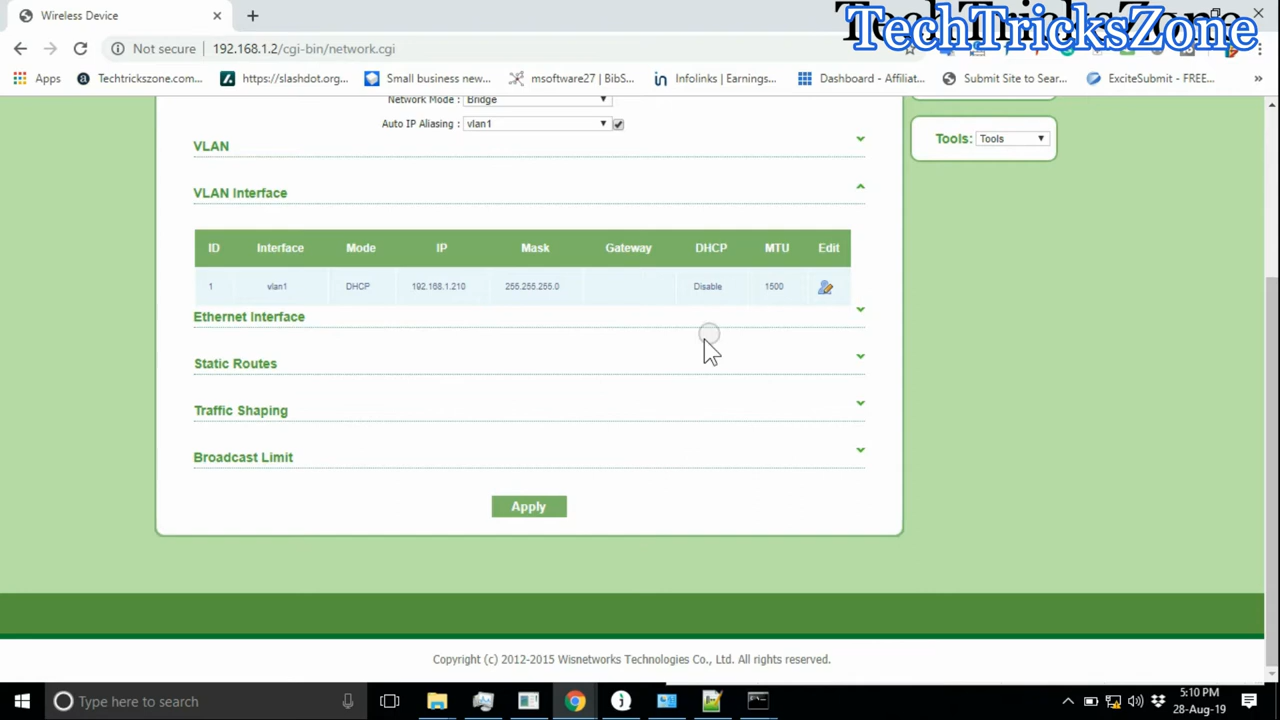 Wireless Device
TechTricksZone
Not secure | 192.168.1.2/cgi-bin/network.cgi
Apps Techtrickszone.com... https://slashdot.org... Small business new... msoftware27 | BibS... Infolinks | Earnings... Dashboard - Affiliat... Submit Site to Sear... ExciteSubmit - FREE... »
Network Mode : Bridge
Auto IP Aliasing : vlan1
Tools: Tools
VLAN
VLAN Interface
ID Interface Mode IP Mask Gateway DHCP MTU Edit
1 vlan1 DHCP 192.168.1.210 255.255.255.0 Disable 1500
Ethernet Interface
Static Routes
Traffic Shaping
Broadcast Limit
Apply
Copyright (c) 2012-2015 Wisnetworks Technologies Co., Ltd. All rights reserved.
Type here to search
5:10 PM
28-Aug-19